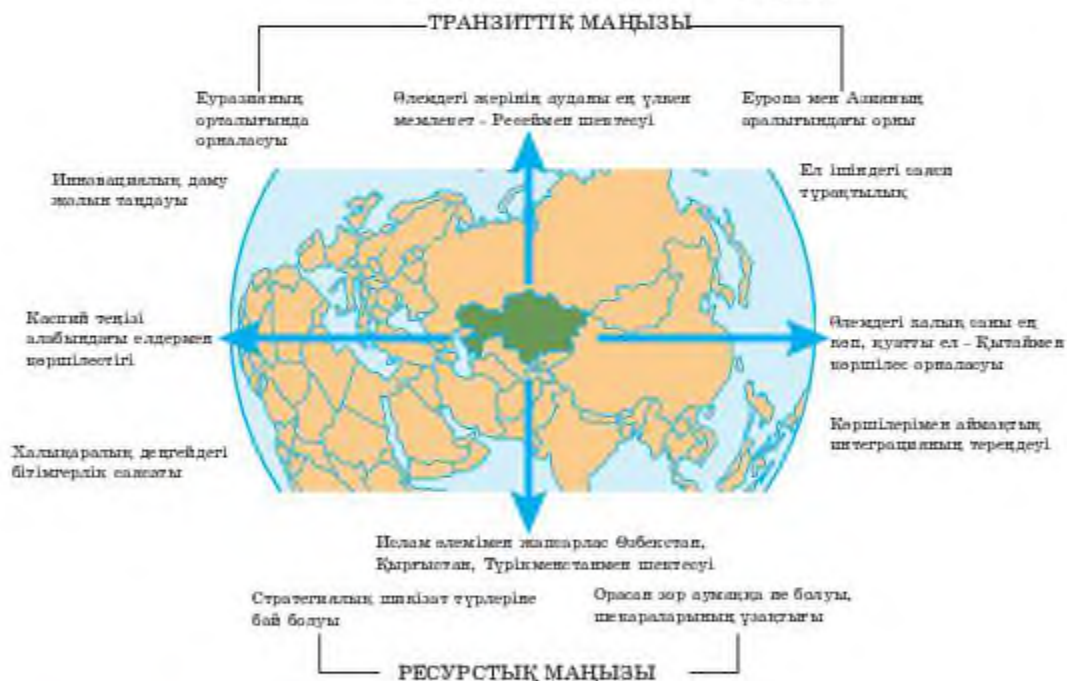 ТРАНЗИТТІК МАҢЫЗЫ
Еуразияның
орталығында
орналасуы
Әлемдегі жерінің ауданы ең үлкен
мемлекет - Ресеймен шектесуі
Еуропа мен Азияның
аралығындағы орны
Инновациялық даму
жолын таңдауы
Ел ішіндегі саяси
тұрақтылық
Каспий теңізі
алабындағы елдермен
көршілестігі
Әлемдегі халық саны ең
көп, қуатты ел - Қытаймен
көршілес орналасуы
Халықаралық деңгейдегі
бітімгерлік саясаты
Көршілерімен аймақтық
интеграцияның тереңдеуі
Ислам әлемімен жапсарлас Өзбекстан,
Қырғыстан, Түрікменстанмен шектесуі
Стратегиялық шикізат түрлеріне
бай болуы
Орасан зор аумаққа ие болуы,
шекараларының ұзақтығы
РЕСУРСТЫҚ МАҢЫЗЫ